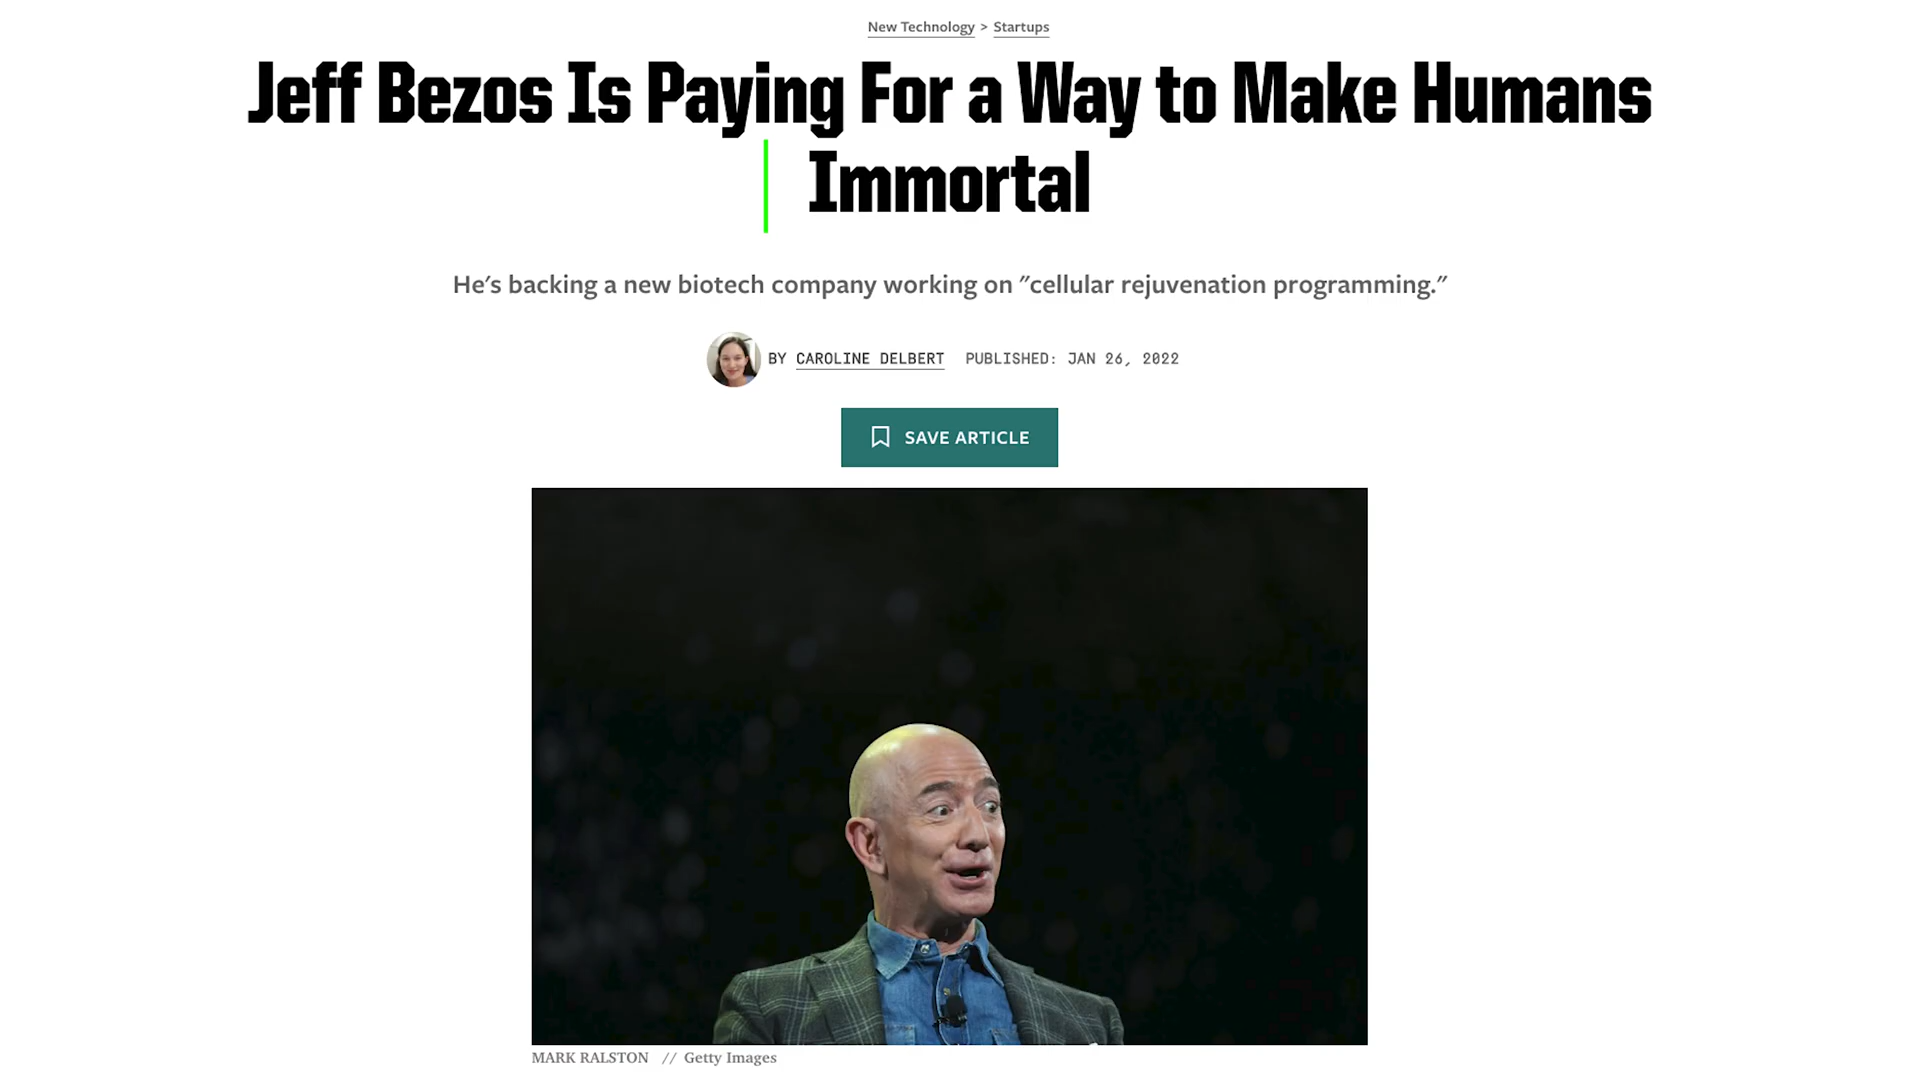 New Technology > Startups
Jeff Bezos Is Paying For a Way to Make Humans
Immortal
He's backing a new biotech company working on "cellular rejuvenation programming."
BY CAROLINE DELBERT PUBLISHED: JAN 26, 2022
SAVE ARTICLE
MARK RALSTON // Getty Images